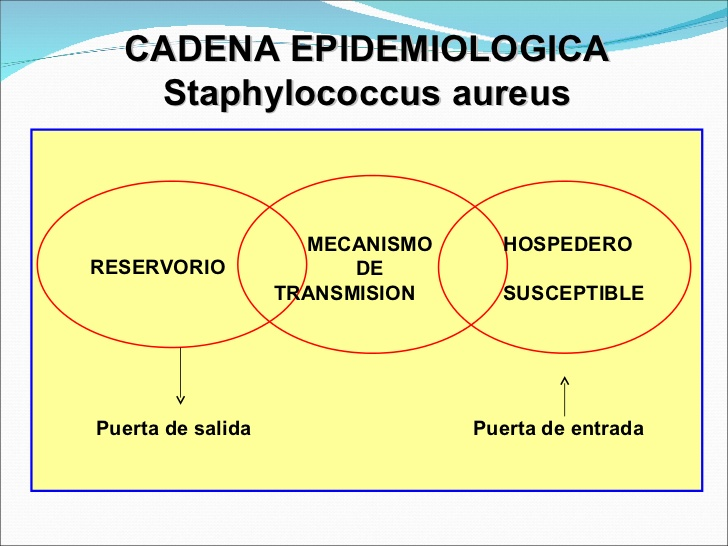 CADENA EPIDEMIOLOGICA
Staphylococcus aureus
RESERVORIO
MECANISMO
DE
TRANSMISION
HOSPEDERO
SUSCEPTIBLE
Puerta de salida
Puerta de entrada